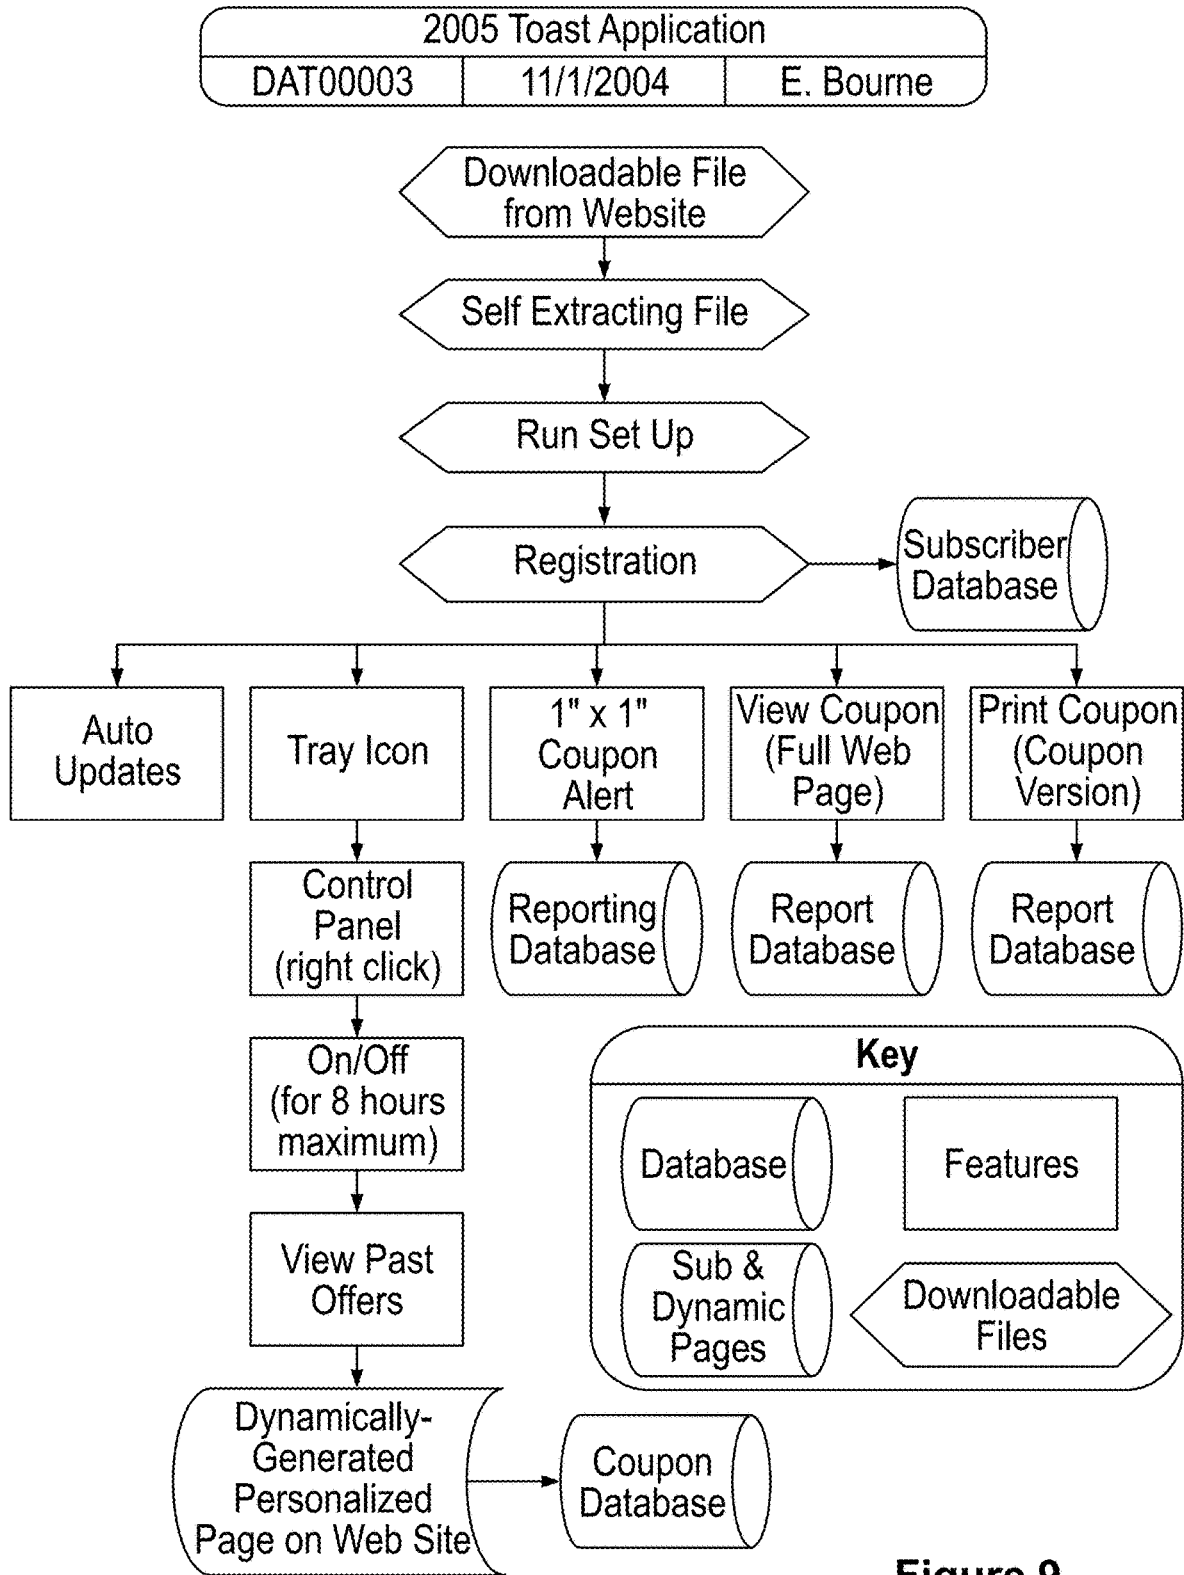 2005 Toast Application
DAT00003
11/1/2004
E. Bourne
Downloadable File
from Website
Self Extracting File
Run Set Up
Registration
Subscriber
Database
Auto
Updates
Tray Icon
1" x 1"
Coupon
Alert
View Coupon
(Full Web
Page)
Print Coupon
(Coupon
Version)
Control
Panel
(right click)
Reporting
Database
Report
Database
Report
Database
On/Off
(for 8 hours
maximum)
View Past
Offers
Dynamically-
Generated
Personalized
Page on Web Site
Coupon
Database
Key
Database
Features
Sub &
Dynamic
Pages
Downloadable
Files
Figure 9